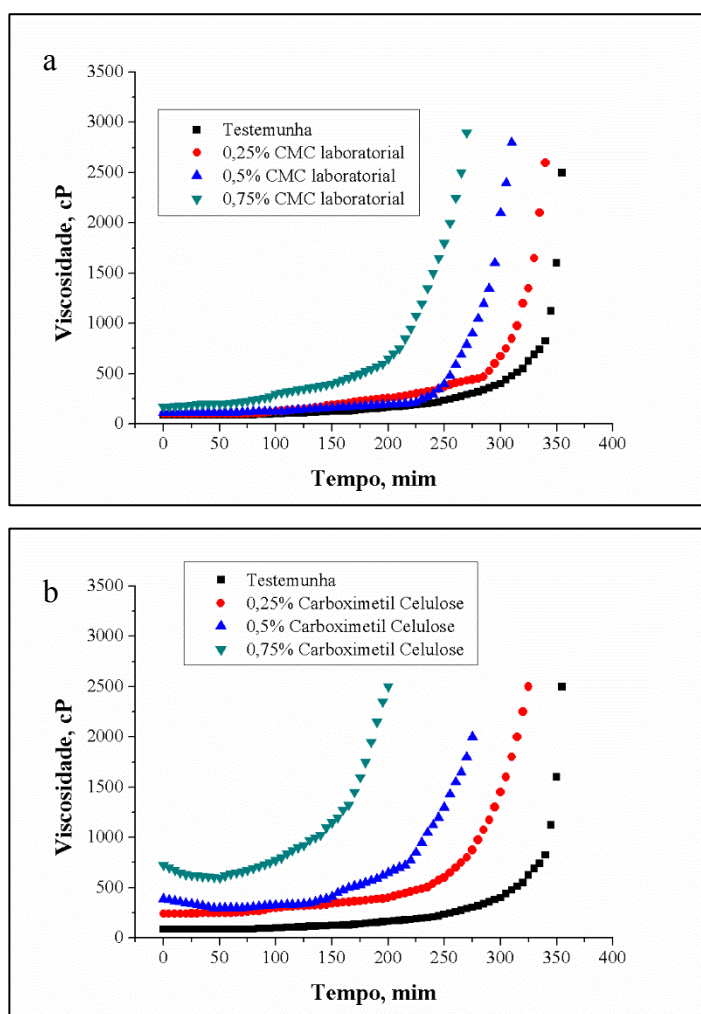 a
3500
3000
2500
2000
1500
1000
500
0
Viscosidade, cP
Testemunha
0,25% CMC laboratorial
0,5% CMC laboratorial
0,75% CMC laboratorial
0 50 100 150 200 250 300 350 400
Tempo, mim
b
3500
3000
2500
2000
1500
1000
500
0
Viscosidade, cP
Testemunha
0,25% Carboximetil Celulose
0,5% Carboximetil Celulose
0,75% Carboximetil Celulose
0 50 100 150 200 250 300 350 400
Tempo, mim